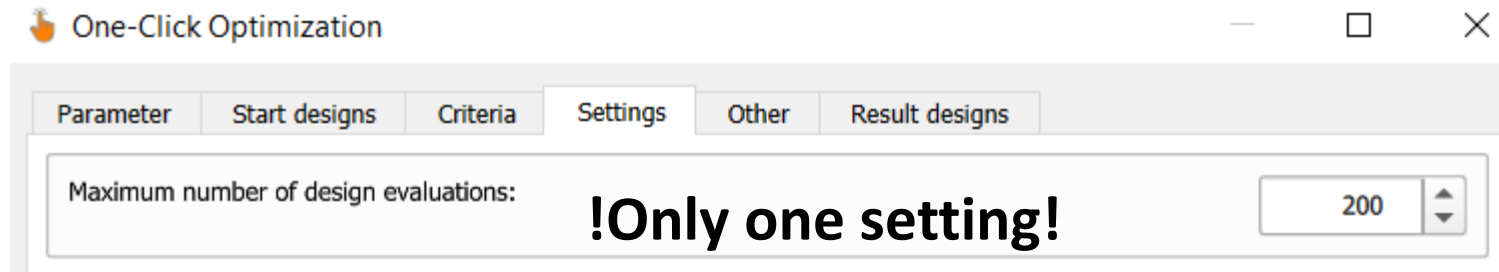 One-Click Optimization
Parameter Start designs Criteria Settings Other Result designs
Maximum number of design evaluations: !Only one setting! 200